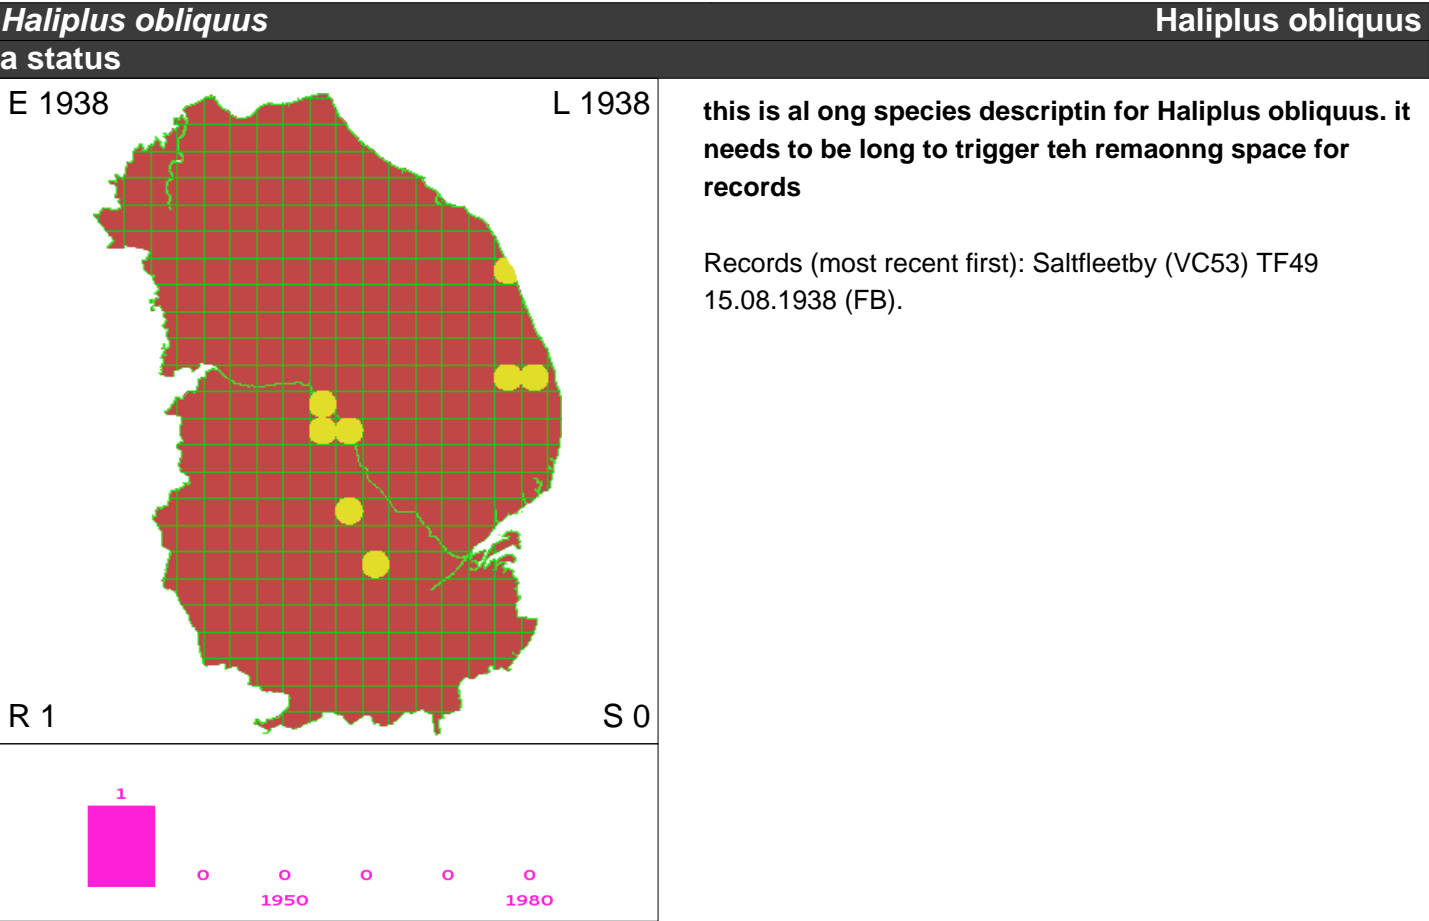 Haliplus obliquus Haliplus obliquus
a status
E 1938 L 1938
R 1 S 0
1
0 0 0 0 0
1950 1980
this is al ong species descriptin for Haliplus obliquus. it
needs to be long to trigger teh remaonng space for
records
Records (most recent first): Saltfleetby (VC53) TF49
15.08.1938 (FB).